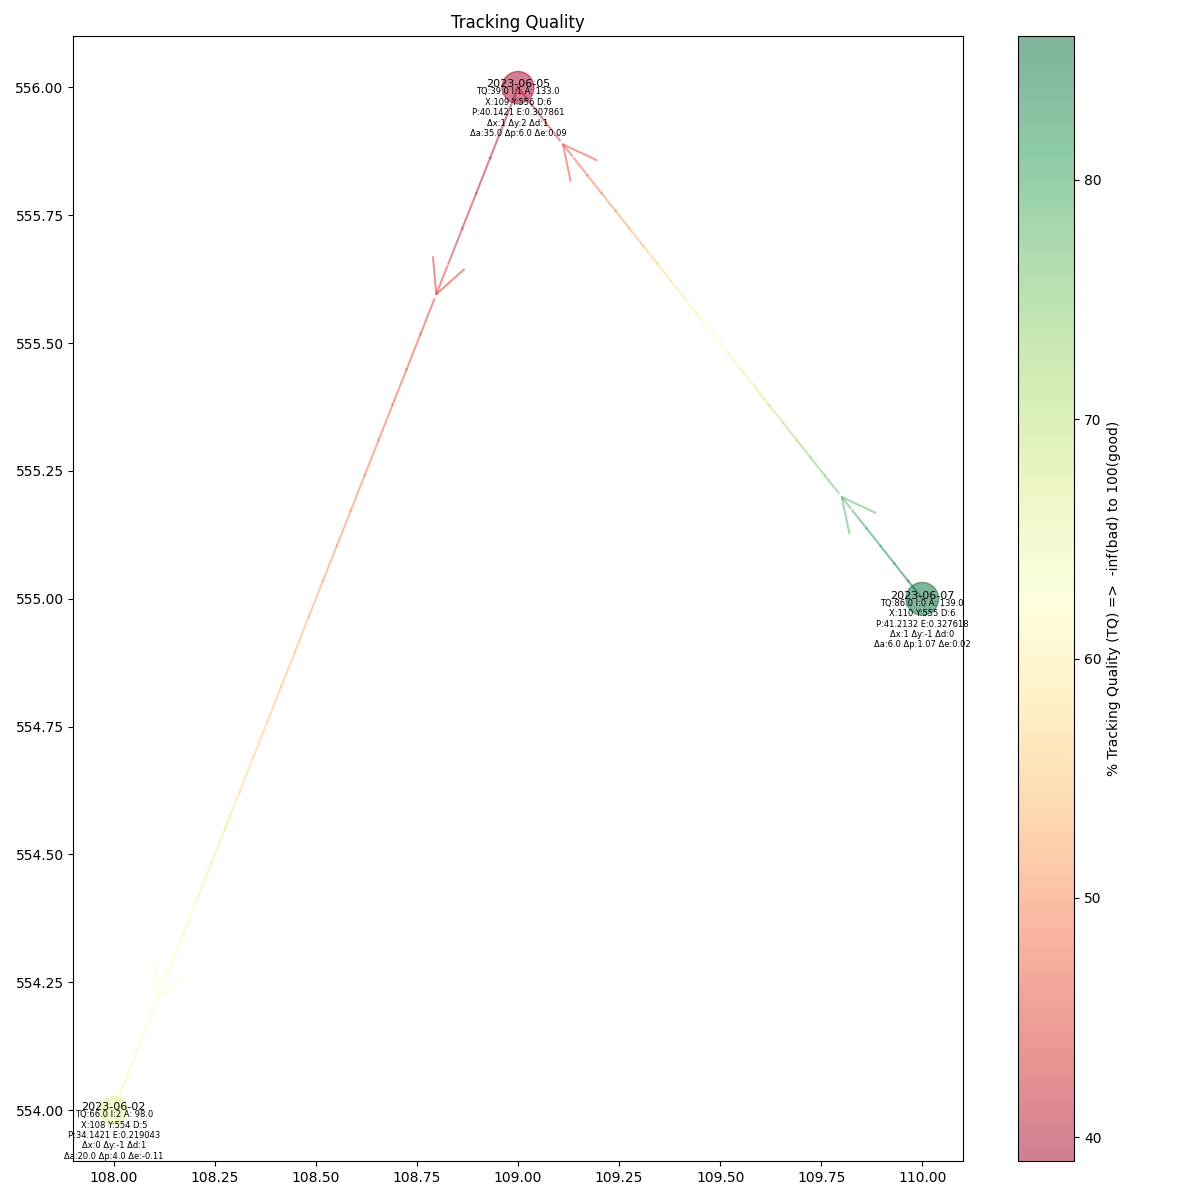 Tracking Quality
556.00
555.75
555.50
555.25
555.00
554.75
554.50
554.25
554.00
2023-06-05
TQ:39.0 I:1 A: 133.0
X:109 Y:556 D:6
P:40.1421 E:0.307861
Δx:1 Δy:2 Δd:1
Δa:35.0 Δp:6.0 Δe:0.09
2023-06-07
TQ:86.0 I:0 A: 139.0
X:110 Y:555 D:6
P:41.2132 E:0.327618
Δx:1 Δy:-1 Δd:0
Δa:6.0 Δp:1.07 Δe:0.02
2023-06-02
TQ:66.0 I:2 A: 98.0
X:108 Y:554 D:5
P:34.1421 E:0.219043
Δx:0 Δy:-1 Δd:1
Δa:20.0 Δp:4.0 Δe:-0.11
108.00 108.25 108.50 108.75 109.00 109.25 109.50 109.75 110.00
80
70
60
50
40
% Tracking Quality (TQ) => -inf(bad) to 100(good)